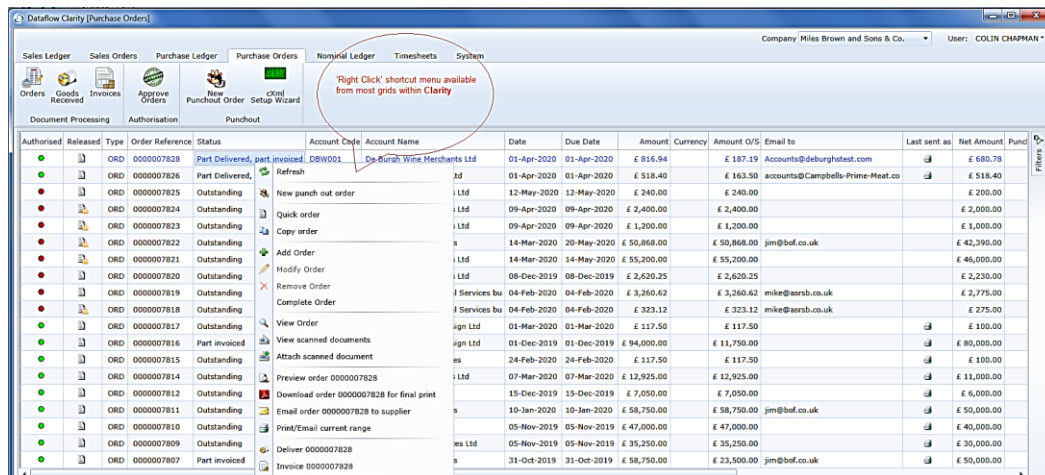 Dataflow Clarity [Purchase Orders]
Company Miles Brown and Sons & Co. User: COLIN CHAPMAN
Sales Ledger Sales Orders Purchase Ledger Purchase Orders Nominal Ledger Timesheets System
Orders Goods Received Invoices Approve Orders New Punchout Order cXml Setup Wizard
Document Processing Authorisation Punchout
'Right Click' shortcut menu available
from most grids within Clarity
Authorised Released Type Order Reference Status Account Code Account Name Date Due Date Amount Currency Amount O/S Email to Last sent as Net Amount Puncl
Filters
ORD 0000007828 Part Delivered, part invoiced DBW001 De Burgh Wine Merchants Ltd 01-Apr-2020 01-Apr-2020 £ 816.94 £ 187.19 Accounts@deburghstest.com £ 680.78
ORD 0000007826 Part Delivered, Ltd 01-Apr-2020 01-Apr-2020 £ 518.40 £ 163.50 accounts@Campbells-Prime-Meat.co £ 518.40
ORD 0000007825 Outstanding s Ltd 12-May-2020 12-May-2020 £ 240.00 £ 240.00 £ 200.00
ORD 0000007824 Outstanding s Ltd 09-Apr-2020 09-Apr-2020 £ 2,400.00 £ 2,400.00 £ 2,000.00
ORD 0000007823 Outstanding s Ltd 09-Apr-2020 09-Apr-2020 £ 1,200.00 £ 1,200.00 £ 1,000.00
ORD 0000007822 Outstanding s 14-Mar-2020 20-May-2020 £ 50,868.00 £ 50,868.00 jim@bof.co.uk £ 42,390.00
ORD 0000007821 Outstanding s Ltd 14-Mar-2020 14-Mar-2020 £ 55,200.00 £ 55,200.00 £ 46,000.00
ORD 0000007820 Outstanding s Ltd 08-Dec-2019 08-Dec-2019 £ 2,620.25 £ 2,620.25 £ 2,230.00
ORD 0000007819 Outstanding l Services bu 04-Feb-2020 04-Feb-2020 £ 3,260.62 £ 3,260.62 mike@asrsb.co.uk £ 2,775.00
ORD 0000007818 Outstanding l Services bu 04-Feb-2020 04-Feb-2020 £ 323.12 £ 323.12 mike@asrsb.co.uk £ 275.00
ORD 0000007817 Outstanding sign Ltd 01-Mar-2020 01-Mar-2020 £ 117.50 £ 117.50 £ 100.00
ORD 0000007816 Part invoiced sign Ltd 01-Dec-2019 01-Dec-2019 £ 94,000.00 £ 11,750.00 £ 80,000.00
ORD 0000007815 Outstanding es 24-Feb-2020 24-Feb-2020 £ 117.50 £ 117.50 £ 100.00
ORD 0000007814 Outstanding s Ltd 07-Mar-2020 07-Mar-2020 £ 12,925.00 £ 12,925.00 £ 11,000.00
ORD 0000007812 Outstanding 15-Dec-2019 15-Dec-2019 £ 7,050.00 £ 7,050.00 £ 6,000.00
ORD 0000007811 Outstanding s 10-Jan-2020 10-Jan-2020 £ 58,750.00 £ 58,750.00 jim@bof.co.uk £ 50,000.00
ORD 0000007810 Outstanding 05-Nov-2019 05-Nov-2019 £ 47,000.00 £ 47,000.00 £ 40,000.00
ORD 0000007809 Outstanding ces Ltd 05-Nov-2019 05-Nov-2019 £ 35,250.00 £ 35,250.00 £ 30,000.00
ORD 0000007807 Part invoiced s 31-Oct-2019 31-Oct-2019 £ 58,750.00 £ 23,500.00 jim@bof.co.uk £ 50,000.00
Refresh
New punch out order
Quick order
Copy order
Add Order
Modify Order
Remove Order
Complete Order
View Order
View scanned documents
Attach scanned document
Preview order 0000007828
Download order 0000007828 for final print
Email order 0000007828 to supplier
Print/Email current range
Deliver 0000007828
Invoice 0000007828